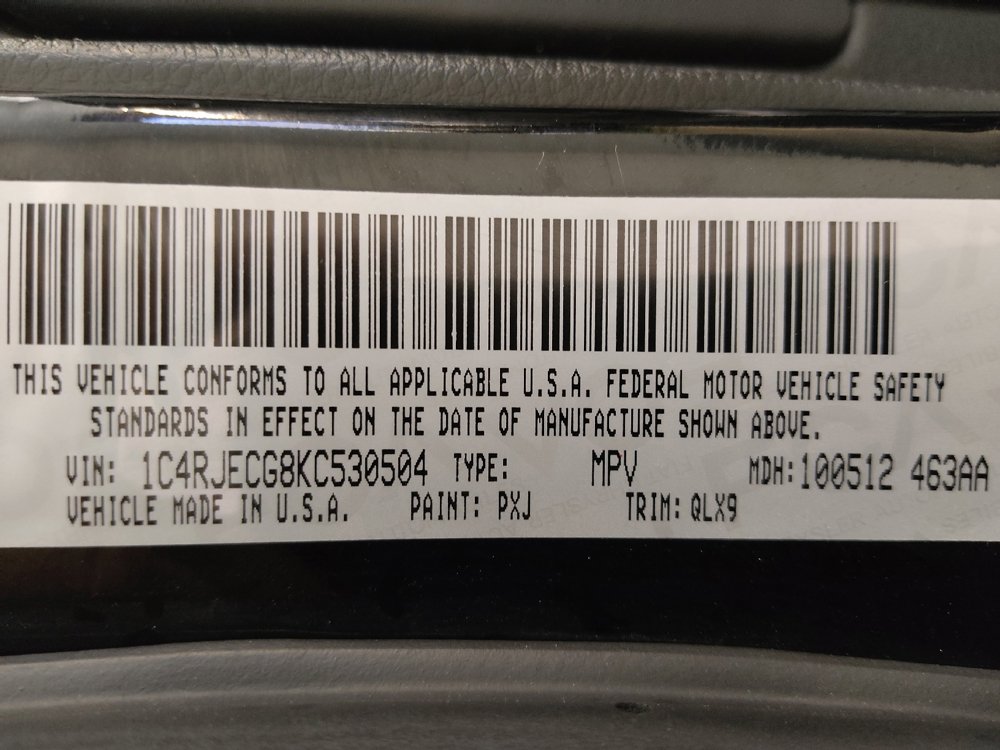 THIS VEHICLE CONFORMS TO ALL APPLICABLE U.S.A. FEDERAL MOTOR VEHICLE SAFETY
STANDARDS IN EFFECT ON THE DATE OF MANUFACTURE SHOWN ABOVE.
VIN: 1C4RJECG8KC530504 TYPE: MPV MDH:100512 463AA
VEHICLE MADE IN U.S.A. PAINT: PXJ TRIM: QLX9